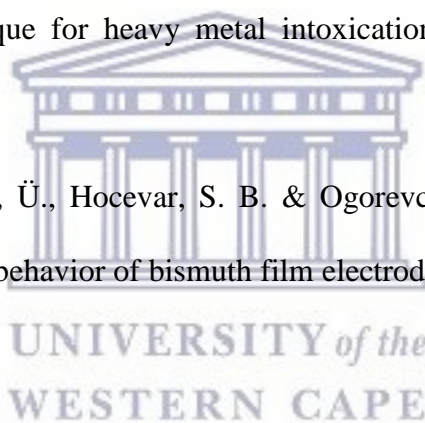 que for heavy metal intoxication
, Ü., Hocevar, S. B. & Ogorevc
behavior of bismuth film electrod
UNIVERSITY of the
WESTERN CAPE